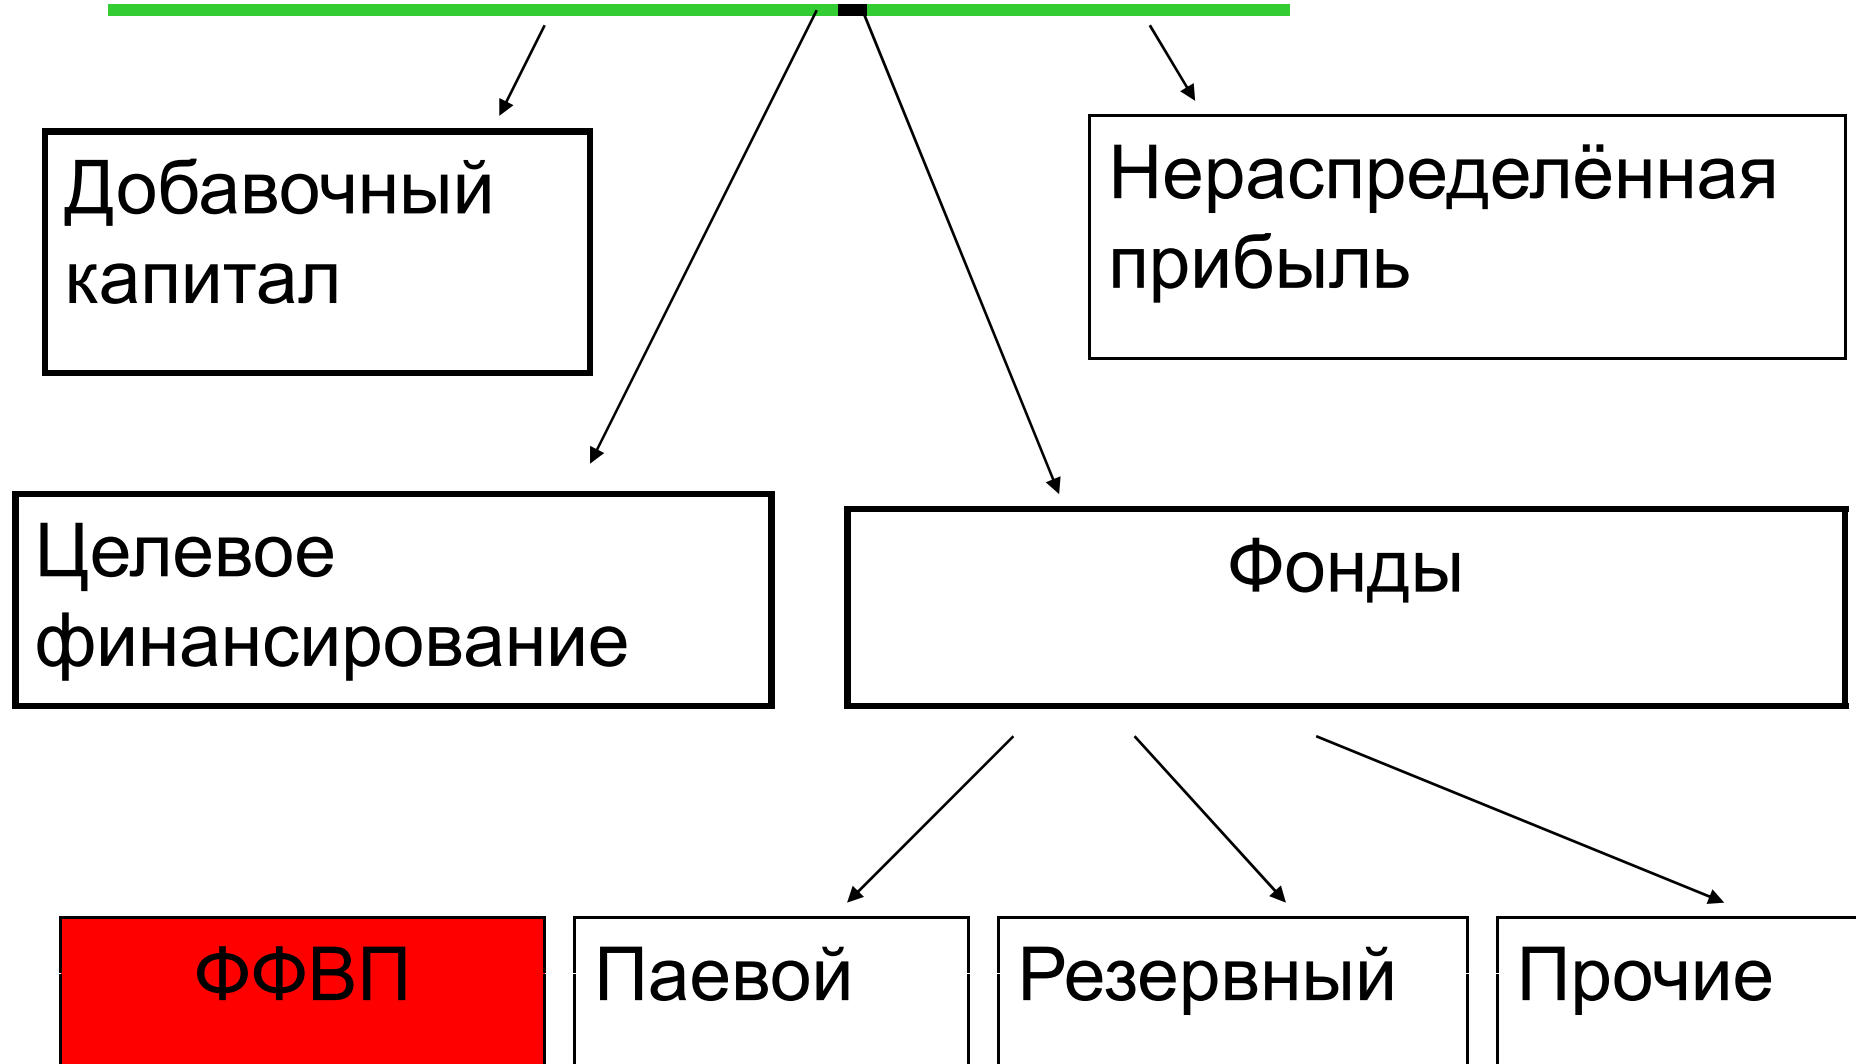 Добавочный
капитал
Нераспределённая
прибыль
Целевое
финансирование
Фонды
ФФВП
Паевой
Резервный
Прочие